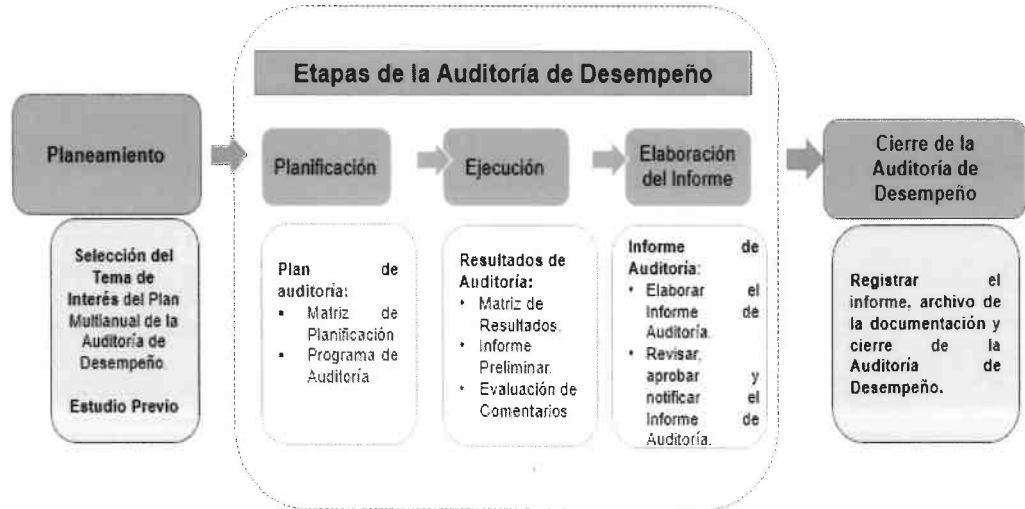 Etapas de la Auditoría de Desempeño
Planeamiento
Selección del
Tema de
Interés del Plan
Multianual de la
Auditoría de
Desempeño.
Estudio Previo
Planificación
Plan de
auditoría:
• Matriz de
Planificación
• Programa de
Auditoría
Ejecución
Resultados de
Auditoría:
• Matriz de
Resultados.
• Informe
Preliminar.
• Evaluación de
Comentarios
Elaboración
del Informe
Informe de
Auditoría:
• Elaborar el
Informe de
Auditoría.
• Revisar,
aprobar y
notificar el
Informe de
Auditoría.
Cierre de la
Auditoría de
Desempeño
Registrar el
informe, archivo de
la documentación y
cierre de la
Auditoría de
Desempeño.